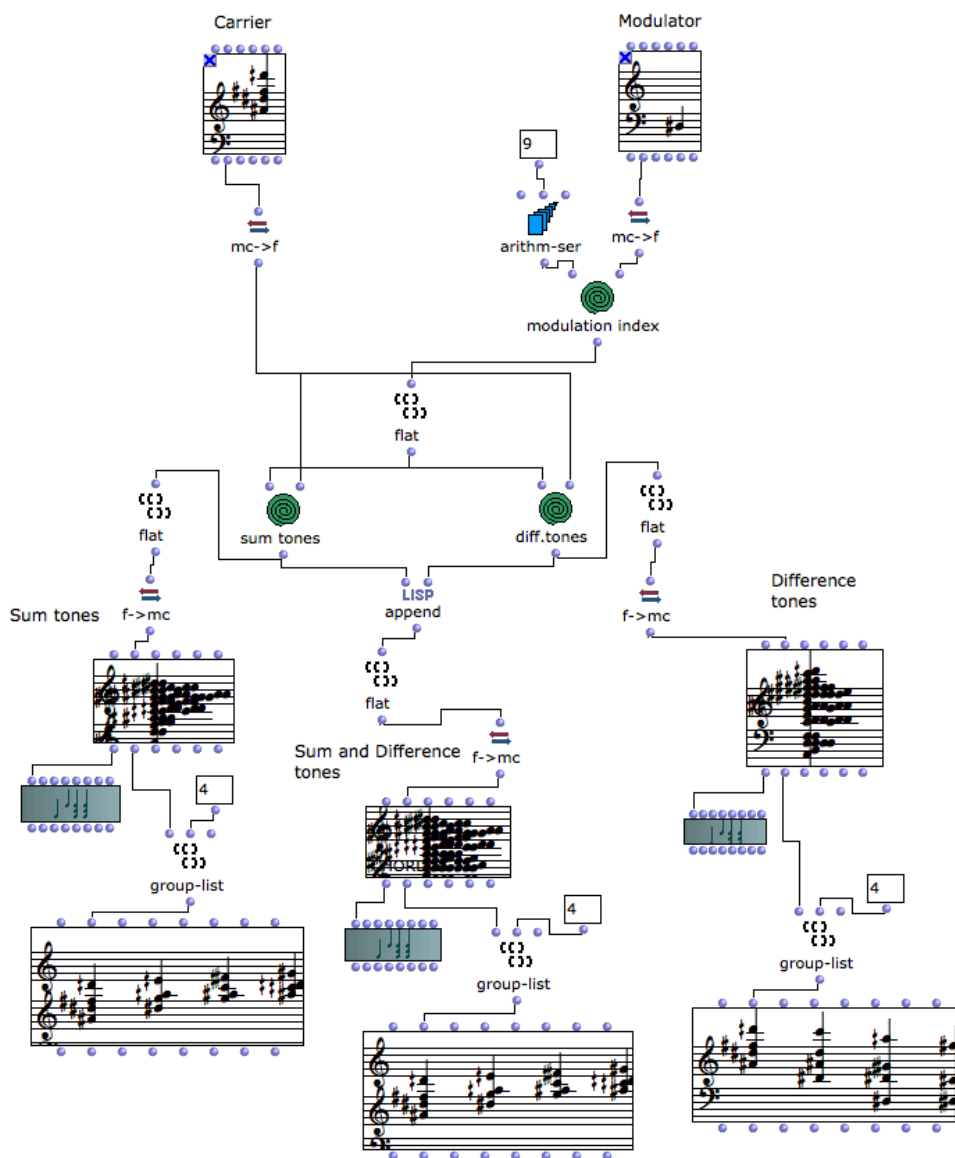 Carrier
Modulator
9
mc->f
arithm-ser
mc->f
modulation index
flat
flat
sum tones
diff.tones
flat
Sum tones
f->mc
LISP
append
f->mc
Difference
tones
flat
Sum and Difference
tones
f->mc
4
group-list
CHORD
4
group-list
4
group-list